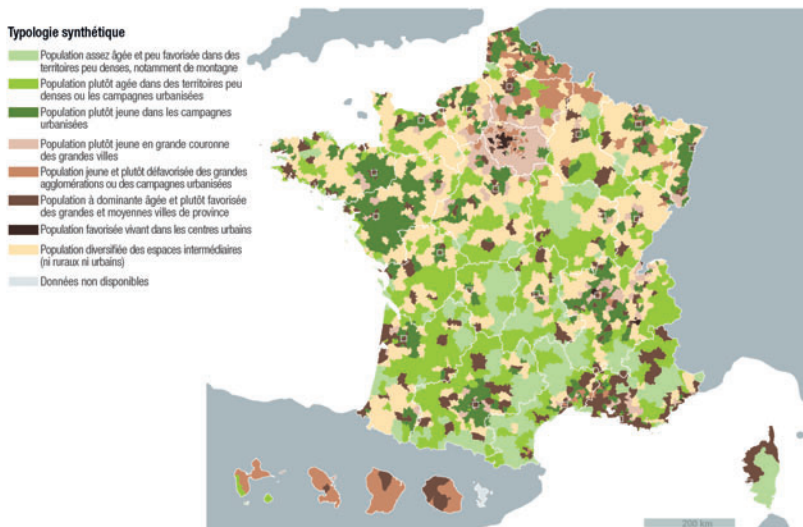 Typologie synthétique
Population assez âgée et peu favorisée dans des
territoires peu denses, notamment de montagne
Population plutôt agée dans des territoires peu
denses ou les campagnes urbanisées
Population plutôt jeune dans les campagnes
urbanisées
Population plutôt jeune en grande couronne
des grandes villes
Population jeune et plutôt défavorisée des grandes
agglomérations ou des campagnes urbanisées
Population à dominante âgée et plutôt favorisée
des grandes et moyennes villes de province
Population favorisée vivant dans les centres urbains
Population diversifiée des espaces intermédiaires
(ni ruraux ni urbains)
Données non disponibles
200 km